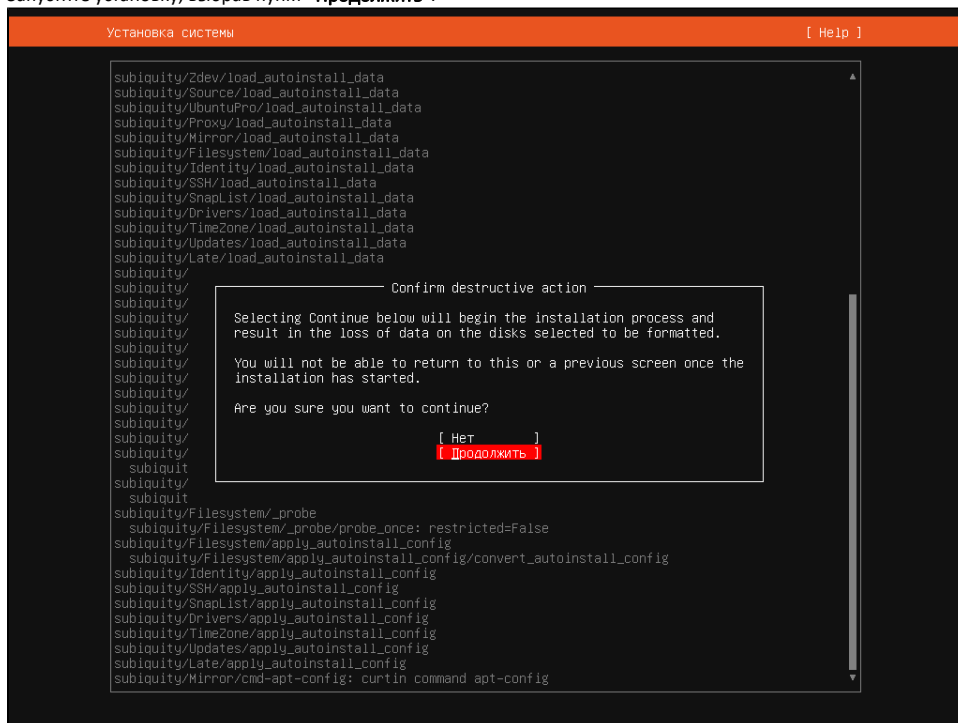 Установка системы [ Help ]
subiquity/Zdev/load_autoinstall_data
subiquity/Source/load_autoinstall_data
subiquity/UbuntuPro/load_autoinstall_data
subiquity/Proxy/load_autoinstall_data
subiquity/Mirror/load_autoinstall_data
subiquity/Filesystem/load_autoinstall_data
subiquity/Identity/load_autoinstall_data
subiquity/SSH/load_autoinstall_data
subiquity/SnapList/load_autoinstall_data
subiquity/Drivers/load_autoinstall_data
subiquity/TimeZone/load_autoinstall_data
subiquity/Updates/load_autoinstall_data
subiquity/Late/load_autoinstall_data
subiquity/
subiquity/ Confirm destructive action
subiquity/
subiquity/ Selecting Continue below will begin the installation process and
subiquity/ result in the loss of data on the disks selected to be formatted.
subiquity/
subiquity/ You will not be able to return to this or a previous screen once the
subiquity/ installation has started.
subiquity/
subiquity/ Are you sure you want to continue?
subiquity/
subiquity/ [ Нет ]
subiquity/ [ Продолжить ]
subiquit
subiquity/
subiquit
subiquity/Filesystem/_probe
subiquity/Filesystem/_probe/probe_once: restricted=False
subiquity/Filesystem/apply_autoinstall_config
subiquity/Filesystem/apply_autoinstall_config/convert_autoinstall_config
subiquity/Identity/apply_autoinstall_config
subiquity/SSH/apply_autoinstall_config
subiquity/SnapList/apply_autoinstall_config
subiquity/Drivers/apply_autoinstall_config
subiquity/TimeZone/apply_autoinstall_config
subiquity/Updates/apply_autoinstall_config
subiquity/Late/apply_autoinstall_config
subiquity/Mirror/cmd-apt-config: curtin command apt-config